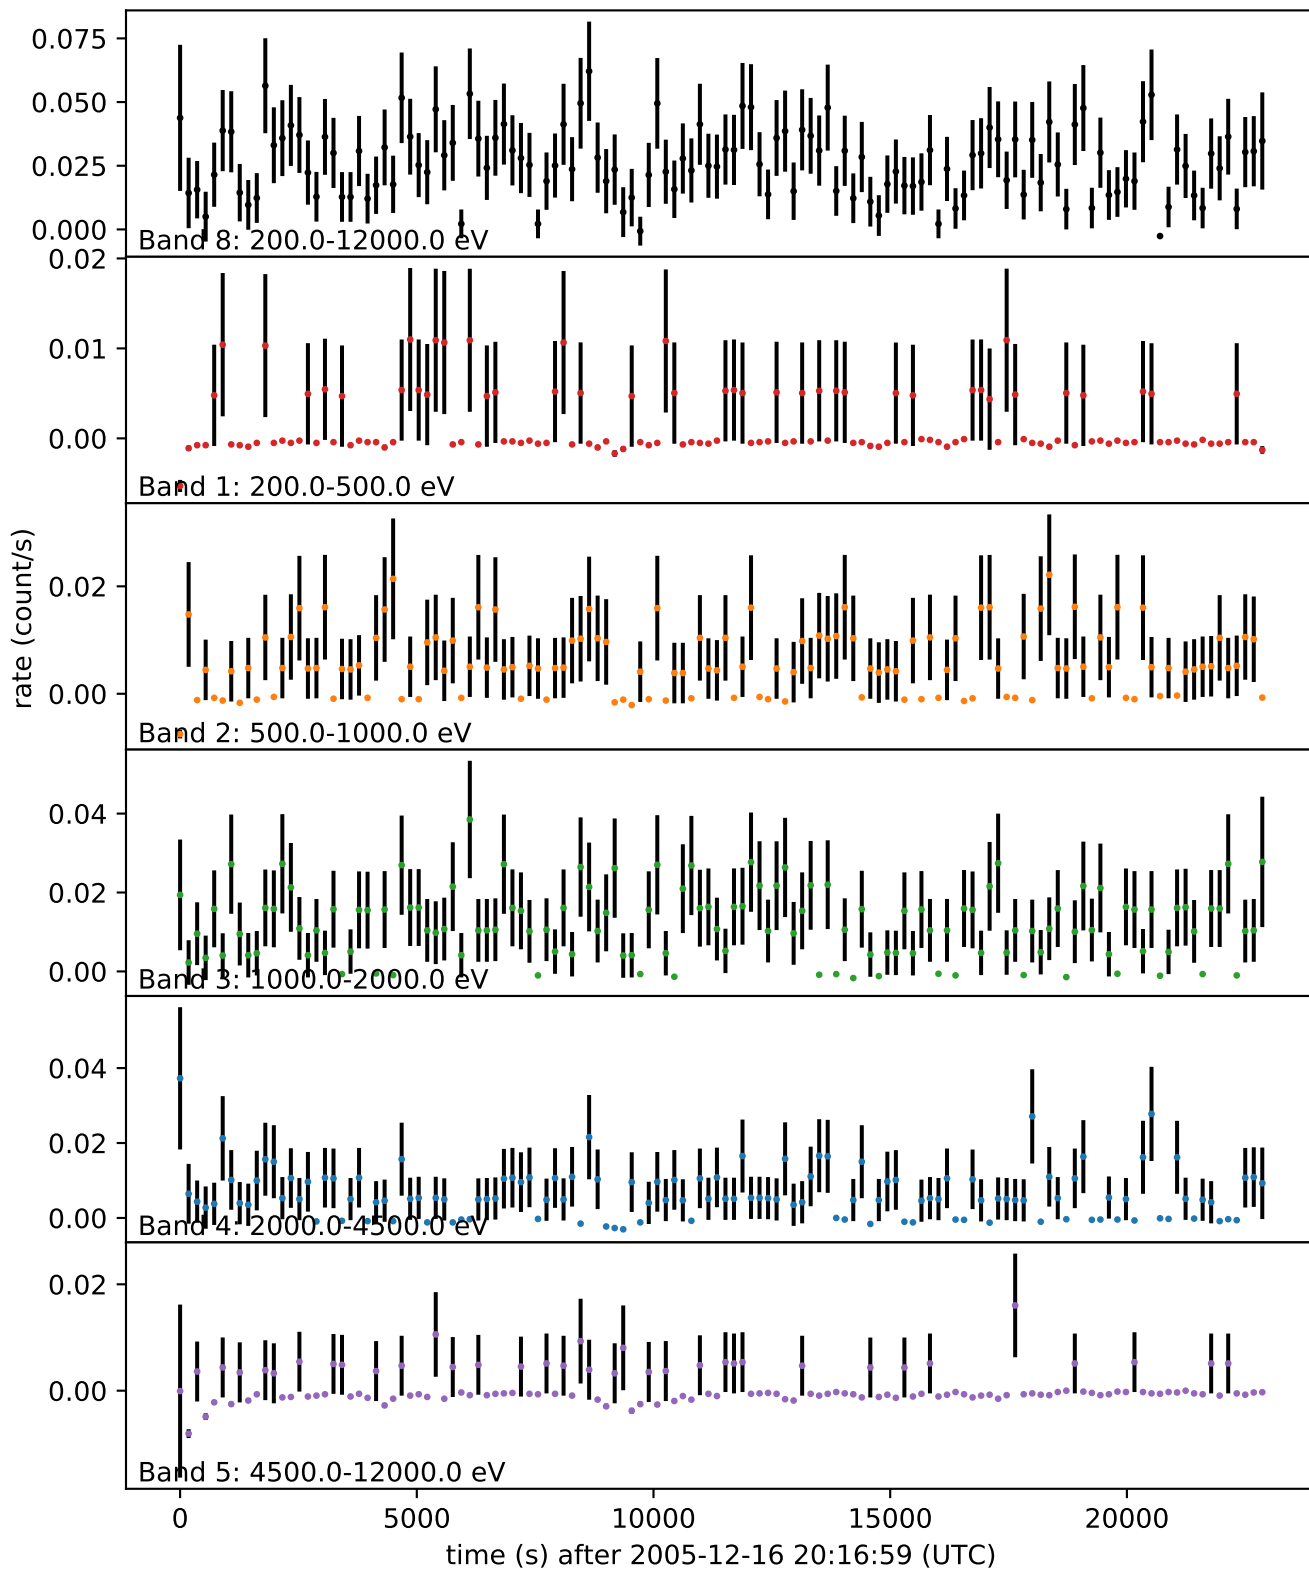 0.075
0.050
0.025
0.000
Band 8: 200.0-12000.0 eV
0.02
0.01
0.00
Band 1: 200.0-500.0 eV
0.02
0.00
Band 2: 500.0-1000.0 eV
rate (count/s)
0.04
0.02
0.00
Band 3: 1000.0-2000.0 eV
0.04
0.02
0.00
Band 4: 2000.0-4500.0 eV
0.02
0.00
Band 5: 4500.0-12000.0 eV
0 5000 10000 15000 20000
time (s) after 2005-12-16 20:16:59 (UTC)